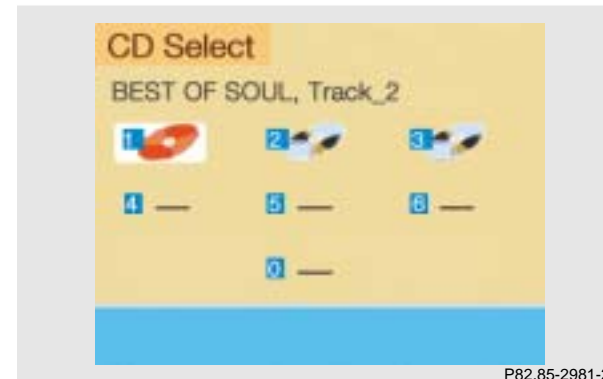 CD Select
BEST OF SOUL, Track_2
1 2 3
4 — 5 — 6 —
0 —
P82.85-2981-